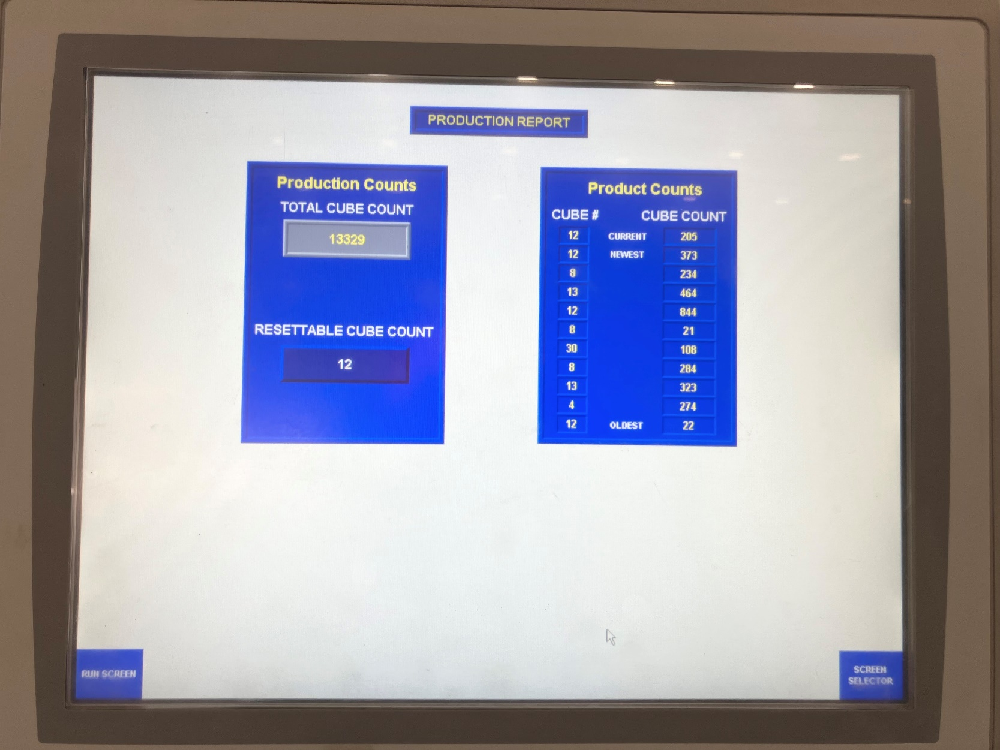 PRODUCTION REPORT
Production Counts
TOTAL CUBE COUNT
13329
RESETTABLE CUBE COUNT
12
Product Counts
CUBE # CUBE COUNT
12 CURRENT 205
12 NEWEST 373
8 234
13 464
12 844
8 21
30 108
8 284
13 323
4 274
12 OLDEST 22
RUN SCREEN
SCREEN
SELECTOR